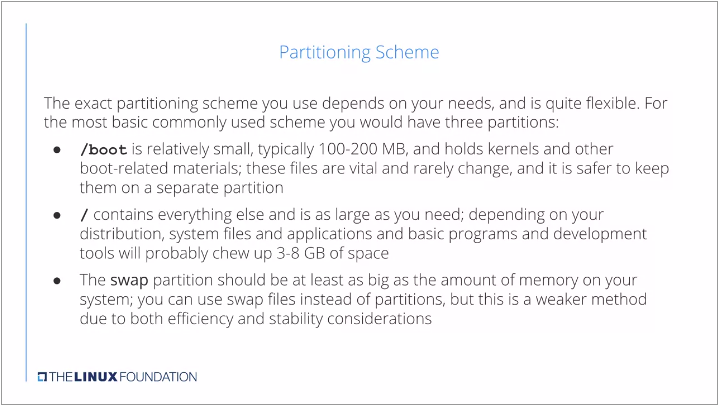 Partitioning Scheme
The exact partitioning scheme you use depends on your needs, and is quite flexible. For
the most basic commonly used scheme you would have three partitions:
● /boot is relatively small, typically 100-200 MB, and holds kernels and other
boot-related materials; these files are vital and rarely change, and it is safer to keep
them on a separate partition
● / contains everything else and is as large as you need; depending on your
distribution, system files and applications and basic programs and development
tools will probably chew up 3-8 GB of space
● The swap partition should be at least as big as the amount of memory on your
system; you can use swap files instead of partitions, but this is a weaker method
due to both efficiency and stability considerations
THE LINUX FOUNDATION